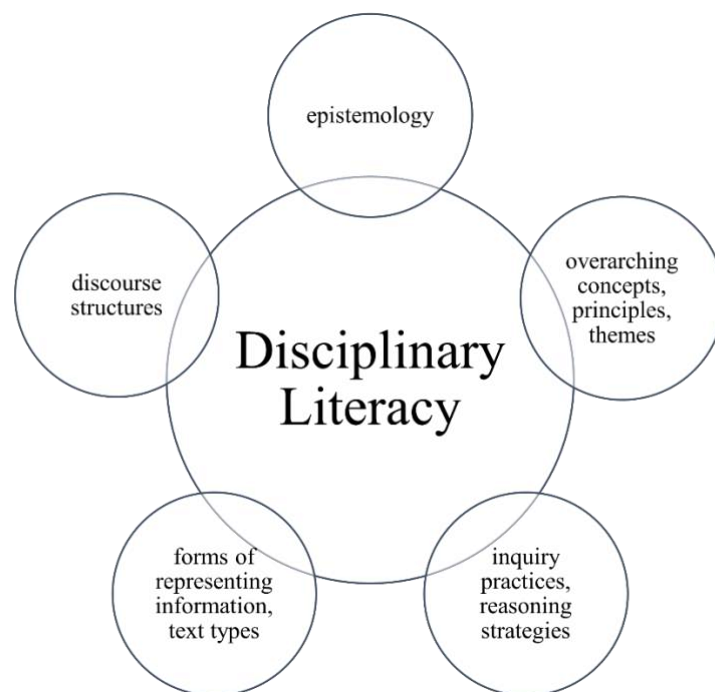 epistemology
discourse
structures
overarching
concepts,
principles,
themes
Disciplinary
Literacy
forms of
representing
information,
text types
inquiry
practices,
reasoning
strategies